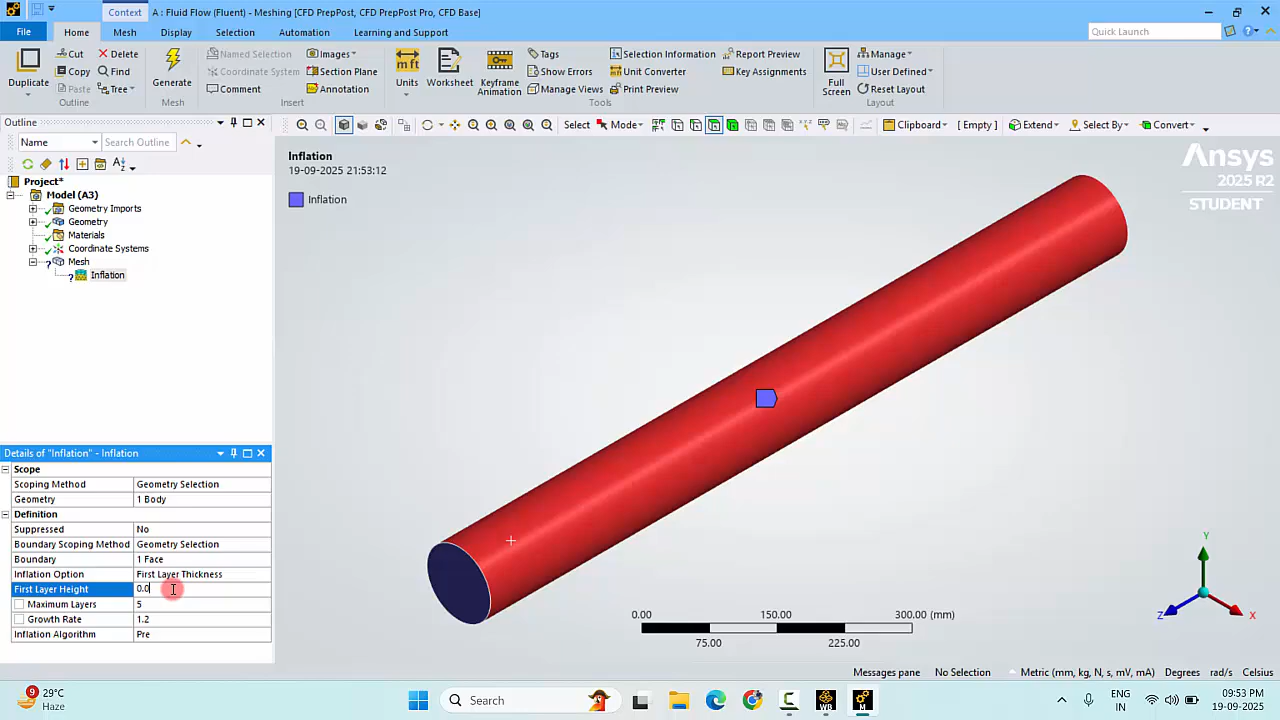 Context A : Fluid Flow (Fluent) - Meshing [CFD PrepPost, CFD PrepPost Pro, CFD Base]
File Home Mesh Display Selection Automation Learning and Support Quick Launch
Duplicate Cut Copy Paste Delete Find Tree Outline
Generate Mesh
Named Selection Coordinate System Comment Images Section Plane Annotation Insert
Units Worksheet Keyframe Animation Tags Show Errors Manage Views Selection Information Unit Converter Print Preview Report Preview Key Assignments Tools
Full Screen Manage User Defined Reset Layout Layout
Outline
Name Search Outline
Select Mode Clipboard [ Empty ] Extend Select By Convert
Project*
Model (A3)
Geometry Imports
Geometry
Materials
Coordinate Systems
Mesh
Inflation
Inflation
19-09-2025 21:53:12
Inflation
Ansys
2025 R2
STUDENT
Details of "Inflation" - Inflation
Scope
Scoping Method Geometry Selection
Geometry 1 Body
Definition
Suppressed No
Boundary Scoping Method Geometry Selection
Boundary 1 Face
Inflation Option First Layer Thickness
First Layer Height 0.0
Maximum Layers 5
Growth Rate 1.2
Inflation Algorithm Pre
0.00 150.00 300.00 (mm)
75.00 225.00
Y
Z
X
Messages pane No Selection Metric (mm, kg, N, s, mV, mA) Degrees rad/s Celsius
9
29°C
Haze
Search
WB
M
ENG
IN
09:53 PM
19-09-2025